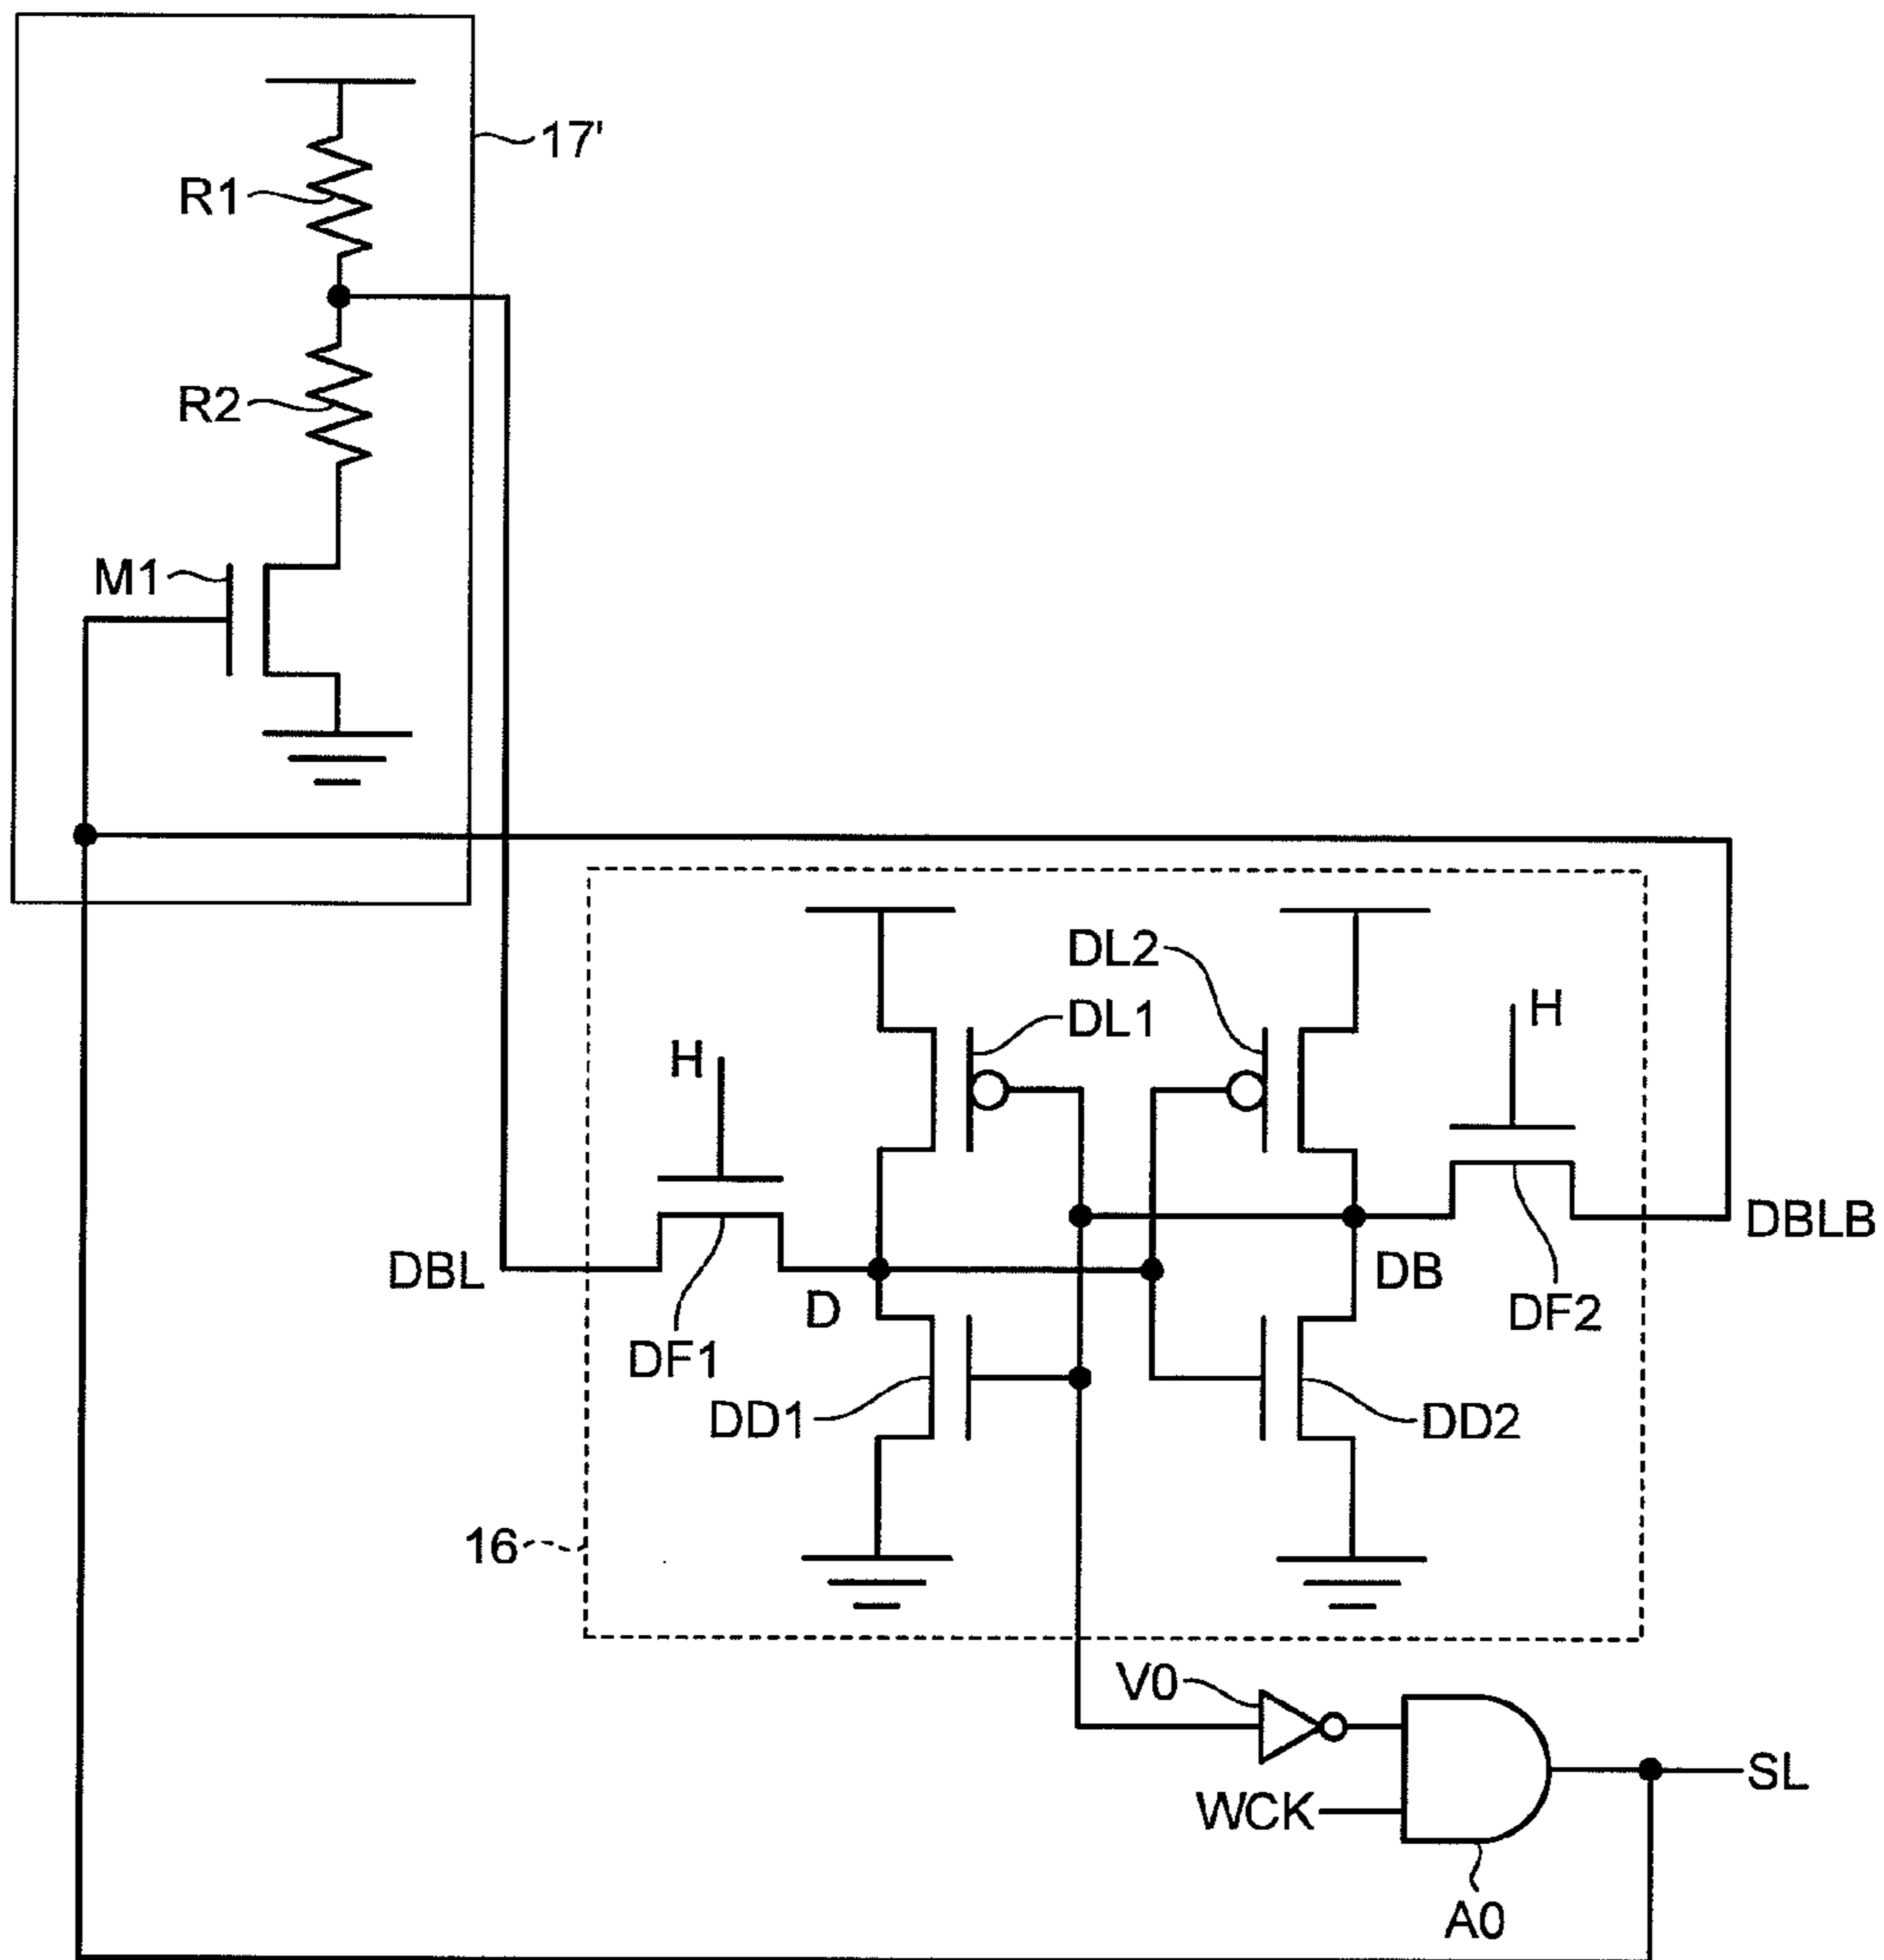 17'
R1
R2
M1
DL2
DL1
H
H
DBLB
DBL
D
DB
DF1
DF2
DD1
DD2
16
V0
SL
WCK
A0